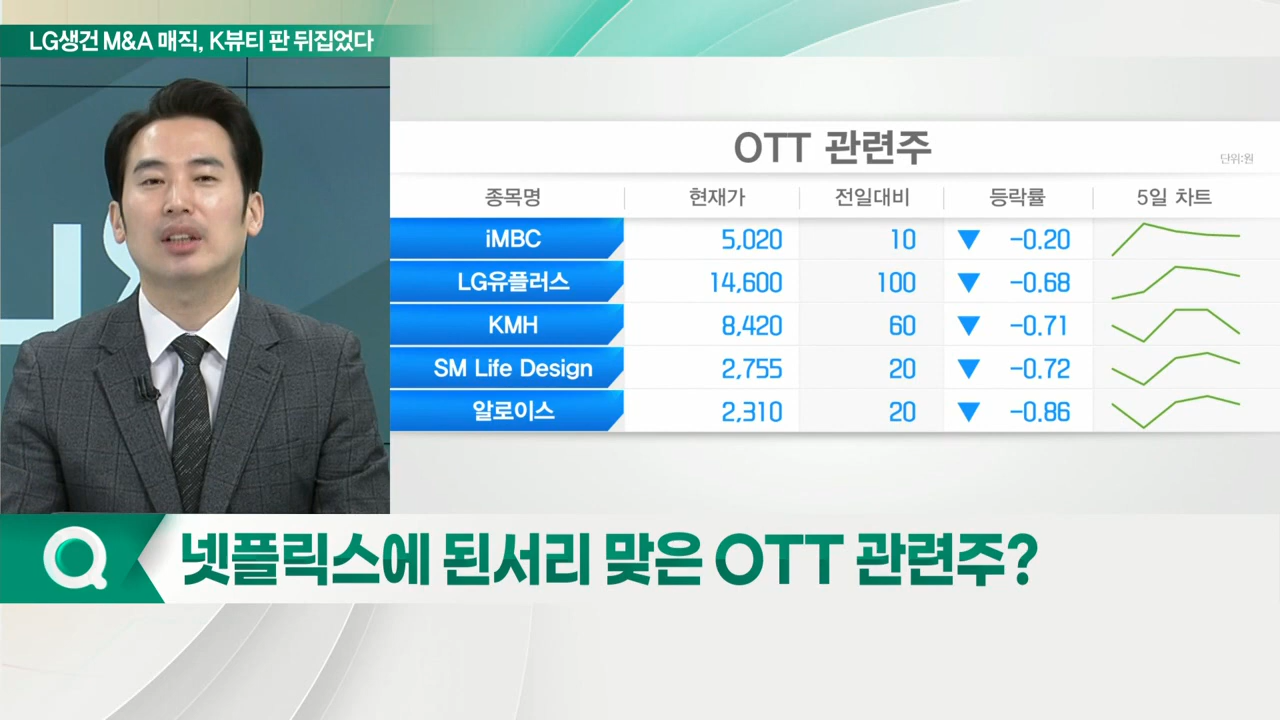 LG생건 M&A 매직, K뷰티 판 뒤집었다
OTT 관련주
단위:원
종목명 현재가 전일대비 등락률 5일 차트
iMBC 5,020 10 ▼ -0.20
LG유플러스 14,600 100 ▼ -0.68
KMH 8,420 60 ▼ -0.71
SM Life Design 2,755 20 ▼ -0.72
알로이스 2,310 20 ▼ -0.86
넷플릭스에 된서리 맞은 OTT 관련주?